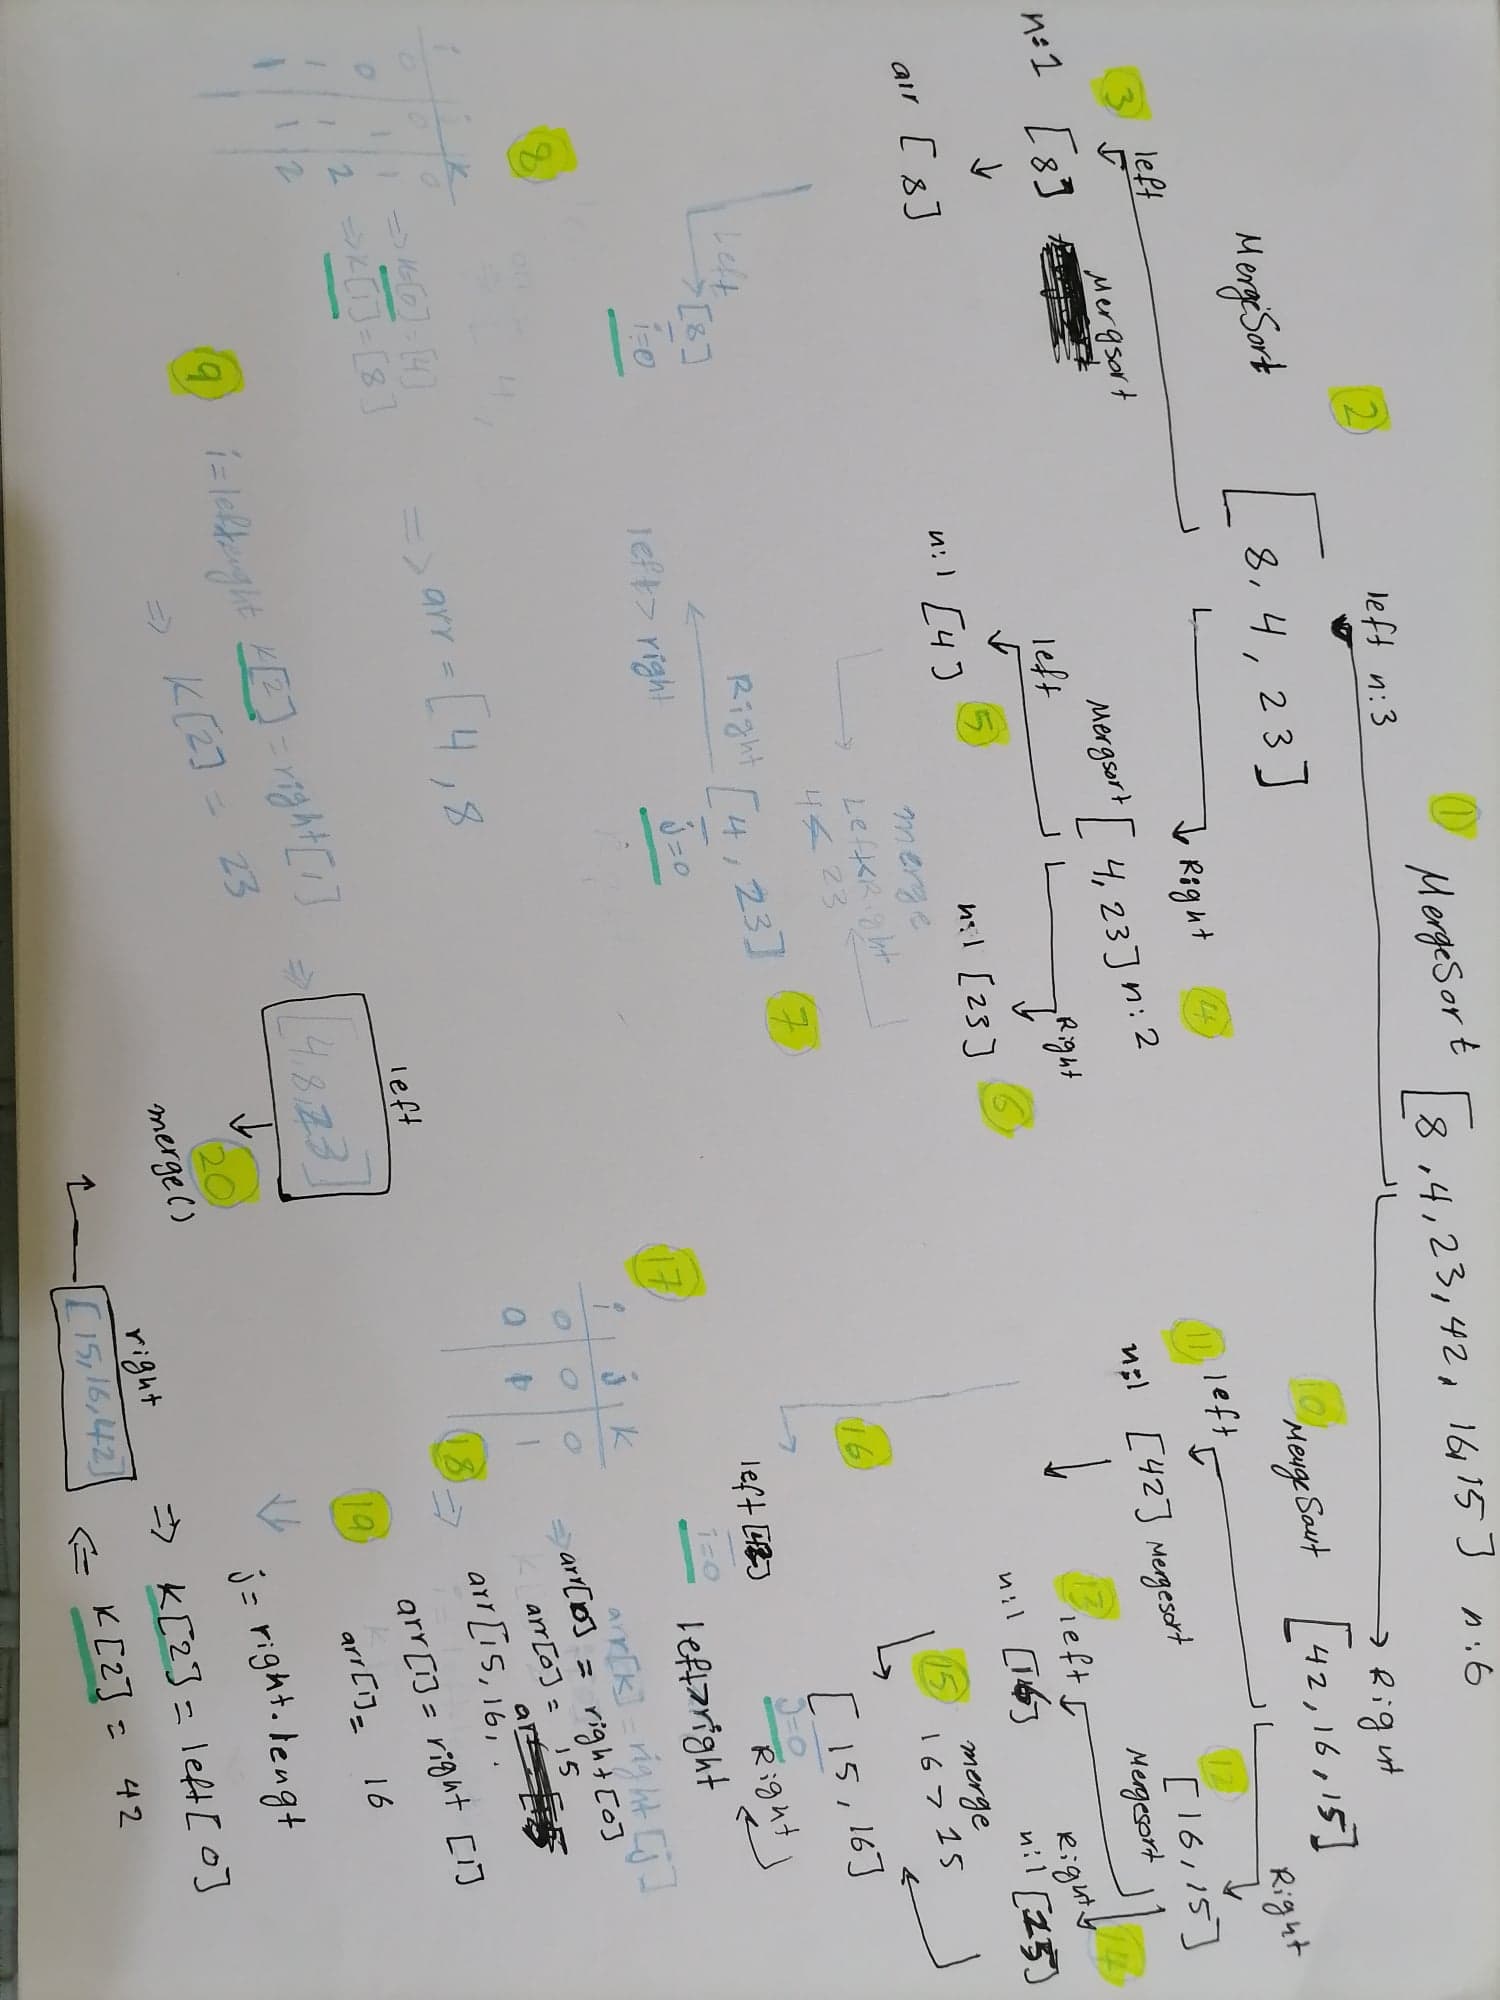 1 MergeSort [8,4,23,42,16,15] n:6
left n:3
Right
2
MergeSort [8,4,23]
10 MergeSort [42,16,15]
left
Right
3 left
Right 4
11 left
Right
12
n=1 [8] Mergsort
Mergsort [4,23] n:2
n:1 [42] Mergesort
[16,15]
Mergesort
arr [8]
left
Right
5
6
n:1 [4]
n:1 [23]
13 left
Right 14
n:1 [16]
n:1 [15]
merge
Left<Right
4< 23
15 merge
16 > 15
[15,16]
j=0
Right
Left
[8]
i=0
Right [4,23] 7
j=0
left> right
16
left [42]
i=0
left>right
8
i j k
0 0 0 => k[0]=[4]
0 1 1 => k[1]=[8]
1 1 2
1 1 2
=> arr = [4,8
9 i=left.lenght k[2]=right[1]
=> K[2] = 23
=> [4,8,23]
left
20
merge()
17
i j k
0 0 0
0 1 1
arr[k]=right[j]
=> arr[0] = right[0]
arr[0] = 15
arr[15,16,
18 =>
arr[1]= right [1]
arr[1]= 16
19
j= right.lengt
=> K[2] = left[0]
<= K[2] = 42
right
[15,16,42]